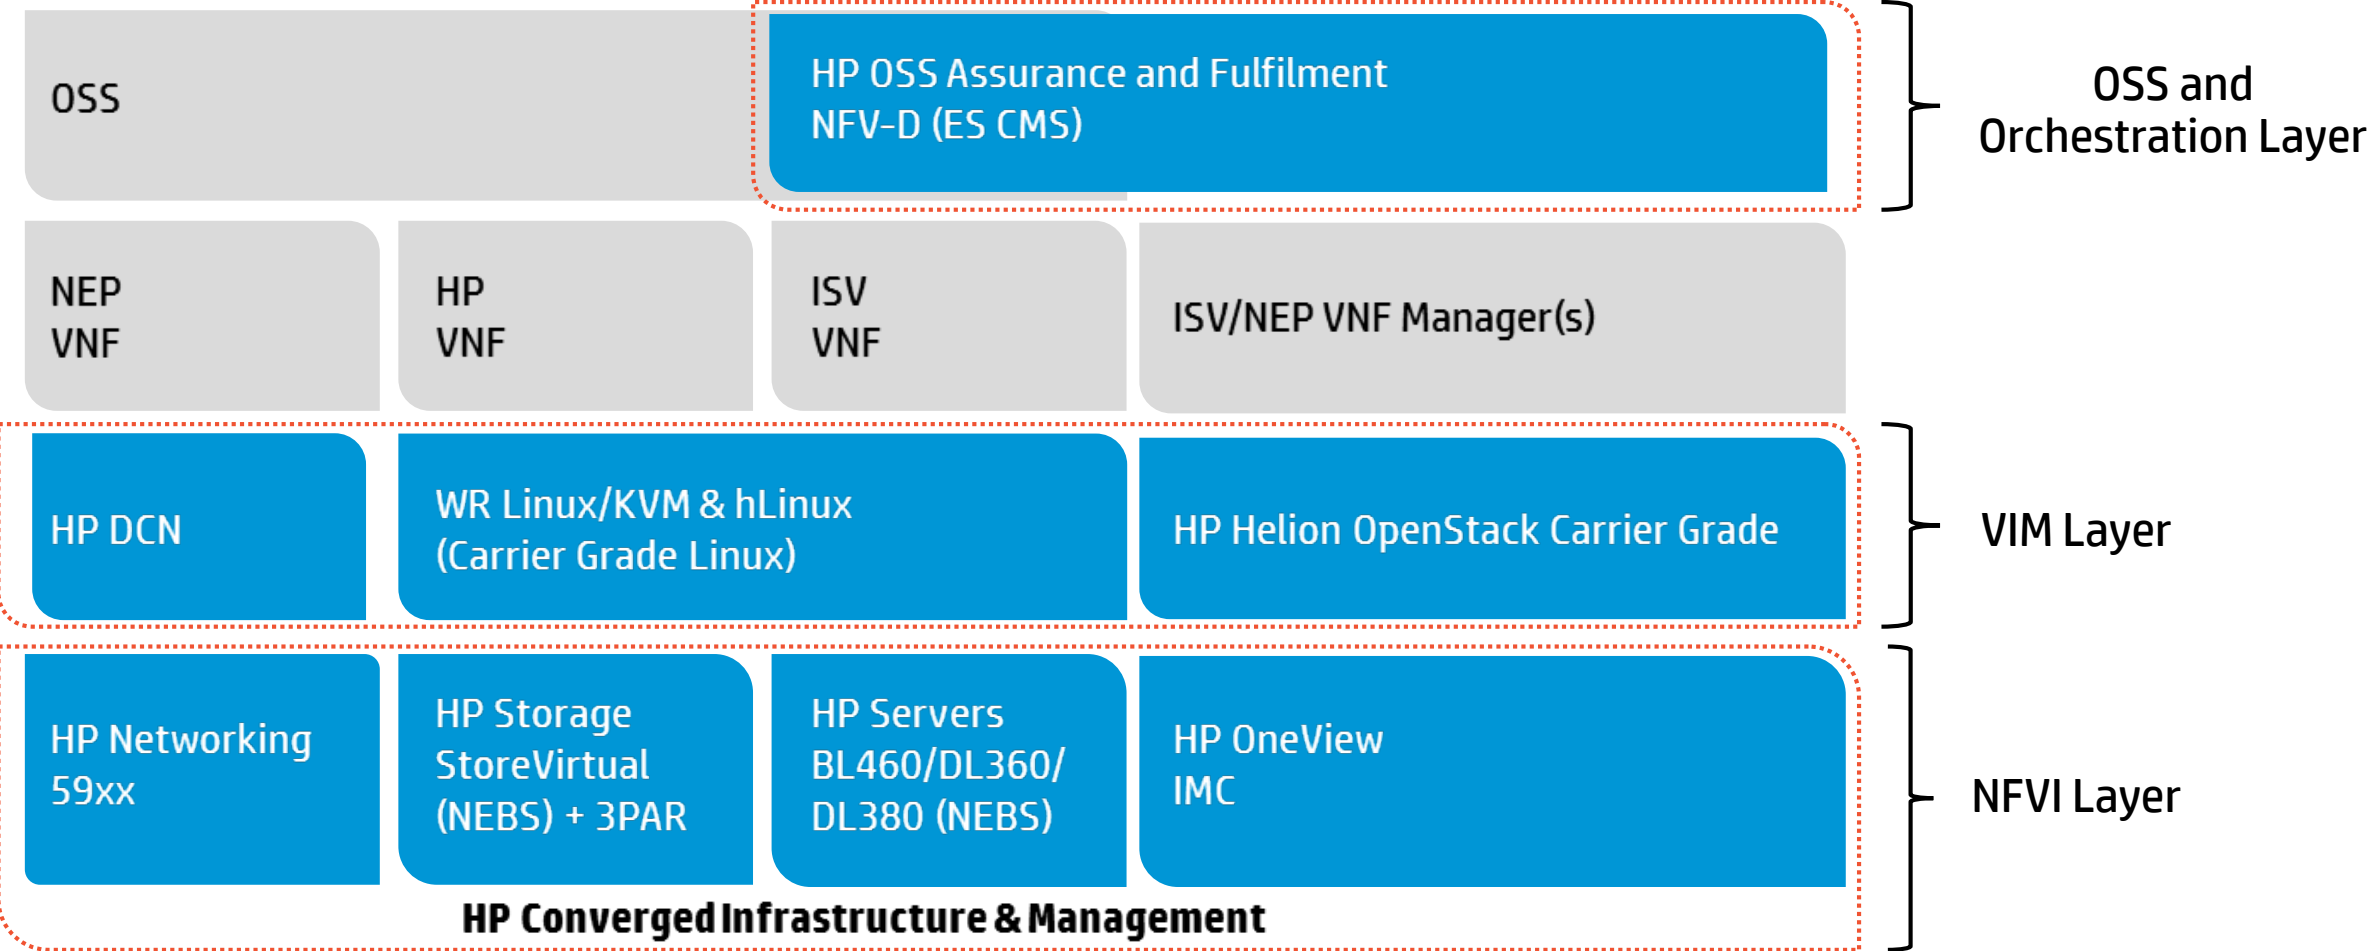 OSS
HP OSS Assurance and Fulfilment
NFV-D (ES CMS)
OSS and
Orchestration Layer
NEP
VNF
HP
VNF
ISV
VNF
ISV/NEP VNF Manager(s)
HP DCN
WR Linux/KVM & hLinux
(Carrier Grade Linux)
HP Helion OpenStack Carrier Grade
VIM Layer
HP Networking
59xx
HP Storage
StoreVirtual
(NEBS) + 3PAR
HP Servers
BL460/DL360/
DL380 (NEBS)
HP OneView
IMC
NFVI Layer
HP Converged Infrastructure & Management